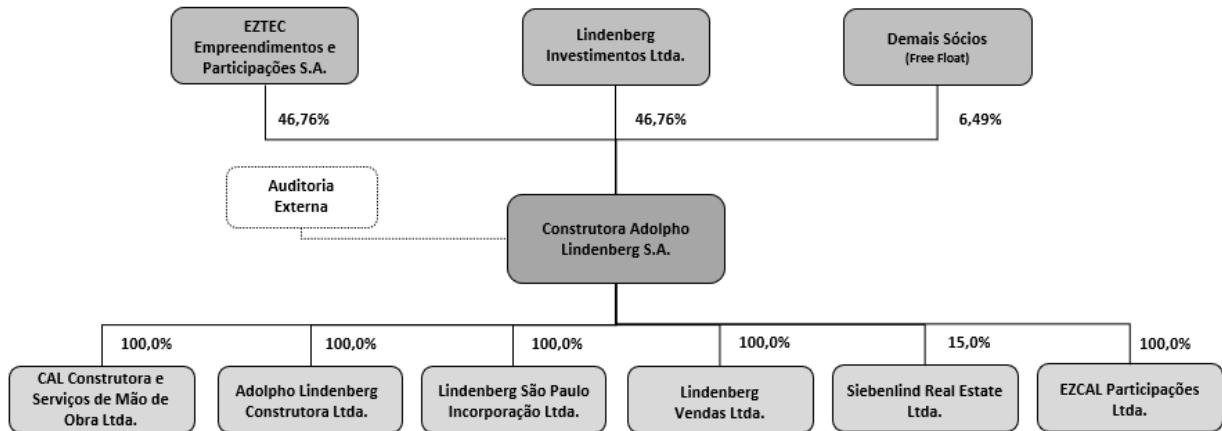 EZTEC
Empreendimentos e
Participações S.A.
Lindenberg
Investimentos Ltda.
Demais Sócios
(Free Float)
46,76%
46,76%
6,49%
Auditoria
Externa
Construtora Adolpho
Lindenberg S.A.
100,0%
100,0%
100,0%
100,0%
15,0%
100,0%
CAL Construtora e
Serviços de Mão de
Obra Ltda.
Adolpho Lindenberg
Construtora Ltda.
Lindenberg São Paulo
Incorporação Ltda.
Lindenberg
Vendas Ltda.
Siebenlind Real Estate
Ltda.
EZCAL Participações
Ltda.